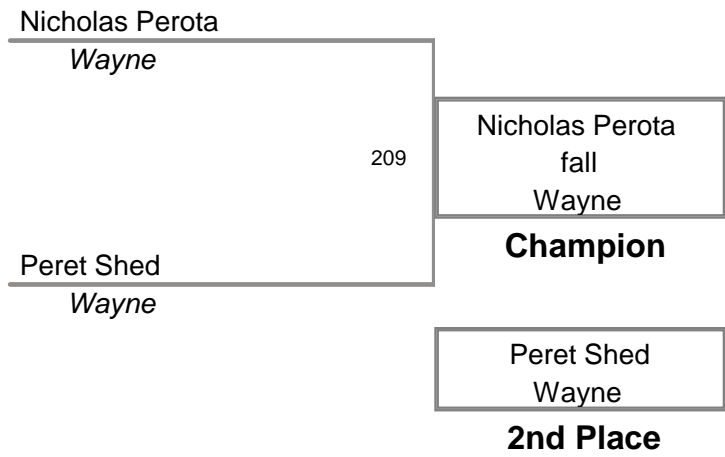 Nicholas Perota
Wayne
Nicholas Perota
209
fall
Wayne
Champion
Peret Shed
Wayne
Peret Shed
Wayne
2nd Place